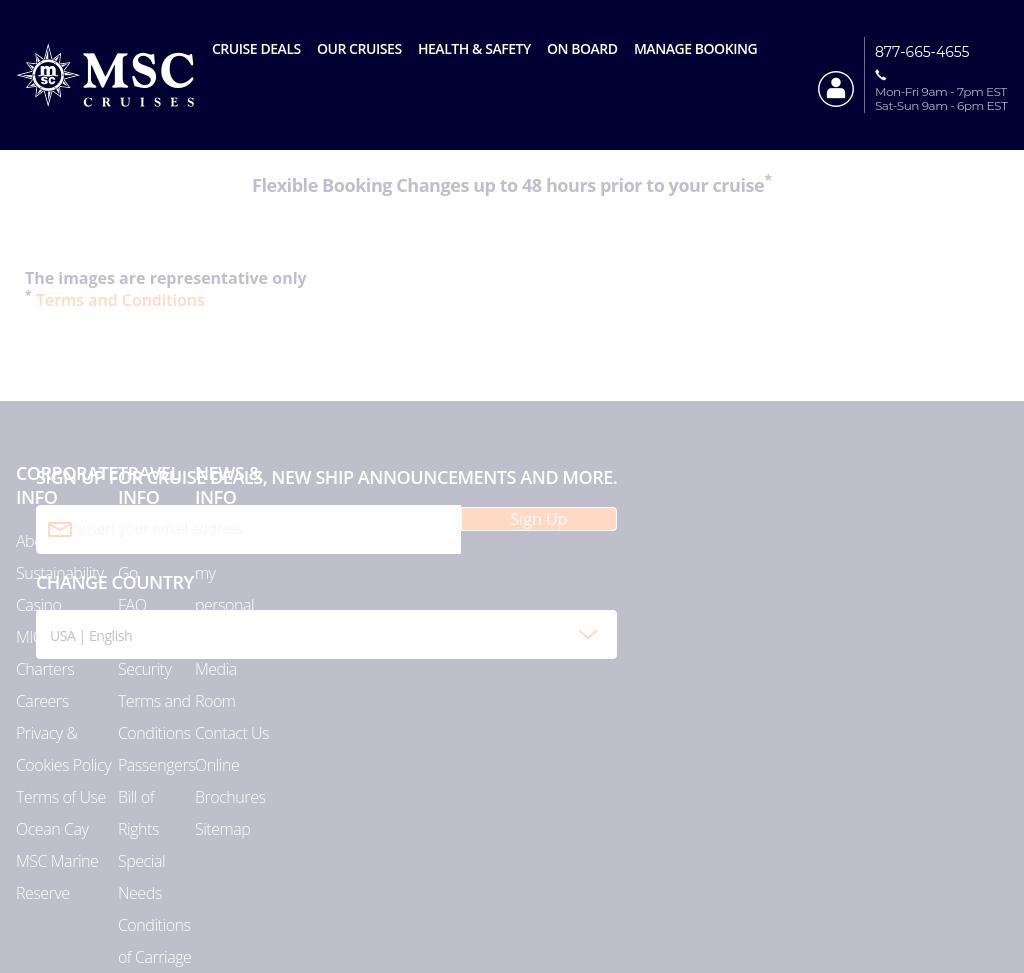 CRUISE DEALS OUR CRUISES HEALTH & SAFETY ON BOARD MANAGE BOOKING
m
sc
MSC
CRUISES
877-665-4655
Mon-Fri 9am - 7pm EST
Sat-Sun 9am - 6pm EST
Flexible Booking Changes up to 48 hours prior to your cruise*
The images are representative only
* Terms and Conditions
SIGN UP FOR CRUISE DEALS, NEW SHIP ANNOUNCEMENTS AND MORE.
Insert your email address
Sign Up
CHANGE COUNTRY
USA | English
CORPORATE
INFO
Sustainability
Casino
Charters
Careers
Privacy &
Cookies Policy
Terms of Use
Ocean Cay
MSC Marine
Reserve
TRAVEL
INFO
Go
FAQ
Security
Terms and
Conditions
Passengers
Bill of
Rights
Special
Needs
Conditions
of Carriage
NEWS &
INFO
my
personal
Media
Room
Contact Us
Online
Brochures
Sitemap